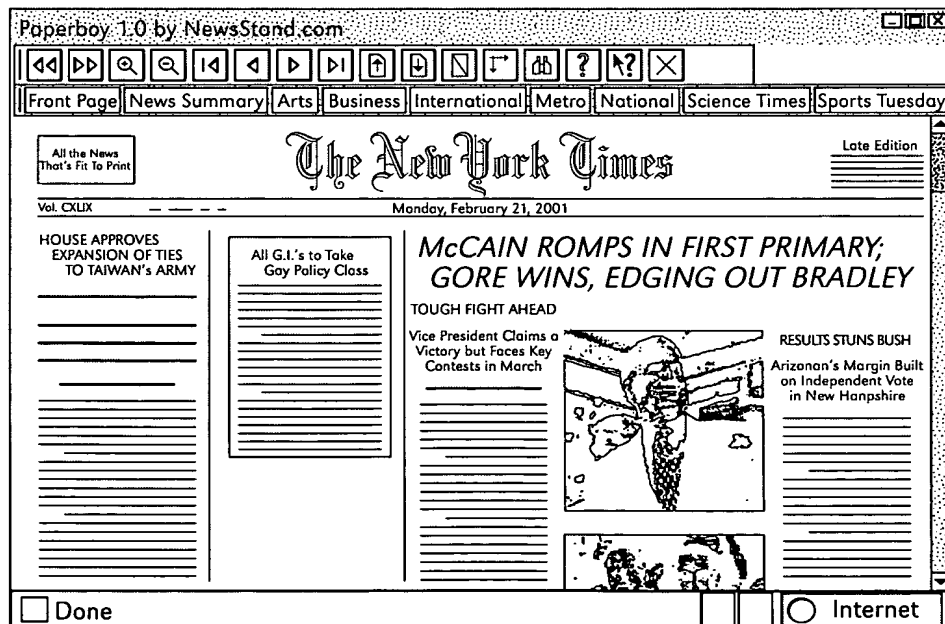 Paperboy 1.0 by NewsStand.com
? ?
Front Page News Summary Arts Business International Metro National Science Times Sports Tuesday
All the News
That's Fit To Print
The New York Times
Late Edition
Vol. CXLIX
Monday, February 21, 2001
HOUSE APPROVES
EXPANSION OF TIES
TO TAIWAN's ARMY
All G.I.'s to Take
Gay Policy Class
McCAIN ROMPS IN FIRST PRIMARY;
GORE WINS, EDGING OUT BRADLEY
TOUGH FIGHT AHEAD
Vice President Claims a
Victory but Faces Key
Contests in March
RESULTS STUNS BUSH
Arizonan's Margin Built
on Independent Vote
in New Hanpshire
Done
Internet